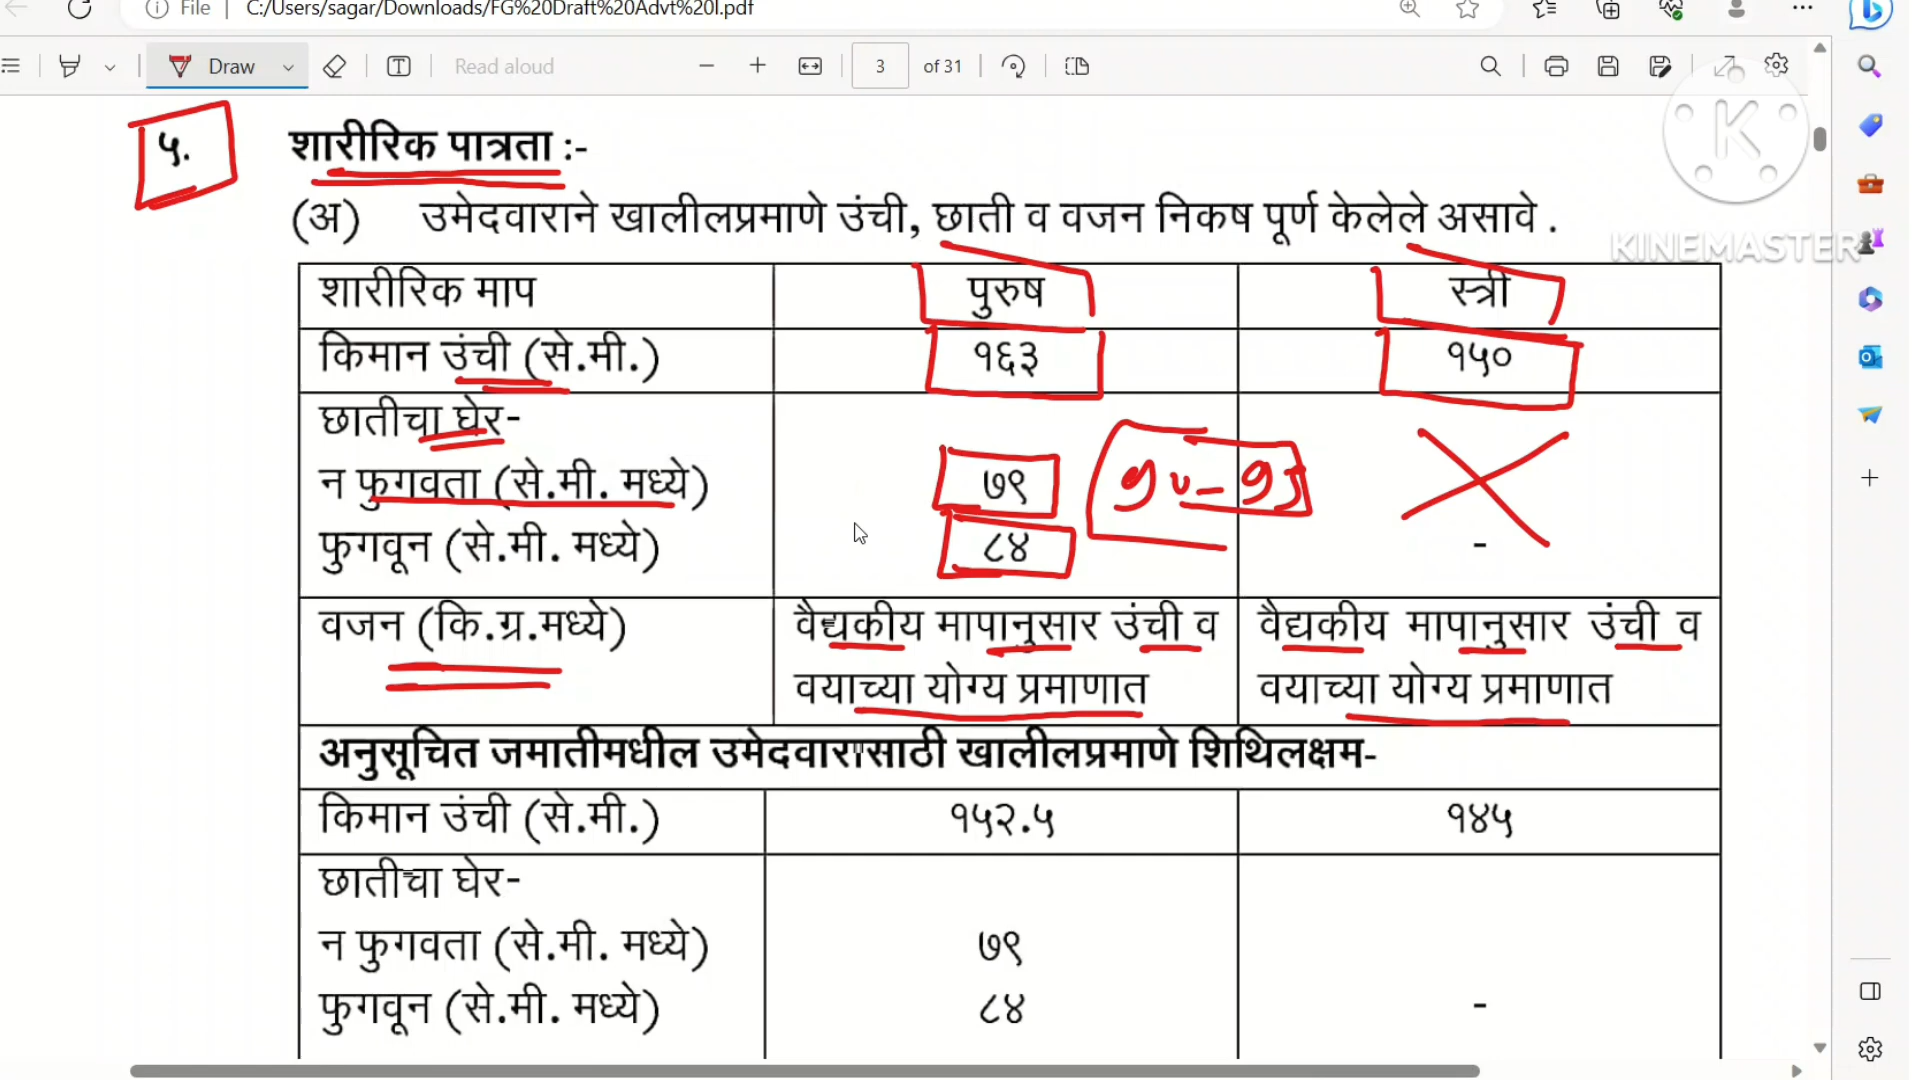 File | C:/Users/sagar/Downloads/FG%20Draft%20Advt%20I.pdf
Draw Read aloud 3 of 31
५. शारीरिक पात्रता :-
(अ) उमेदवाराने खालीलप्रमाणे उंची, छाती व वजन निकष पूर्ण केलेले असावे .
KINEMASTER
शारीरिक माप पुरुष स्त्री
किमान उंची (से.मी.) १६३ १५०
छातीचा घेर-
न फुगवता (से.मी. मध्ये) ७९
फुगवून (से.मी. मध्ये) ८४ -
वजन (कि.ग्र.मध्ये) वैद्यकीय मापानुसार उंची व वैद्यकीय मापानुसार उंची व
वयाच्या योग्य प्रमाणात वयाच्या योग्य प्रमाणात
अनुसूचित जमातीमधील उमेदवारासाठी खालीलप्रमाणे शिथिलक्षम-
किमान उंची (से.मी.) १५२.५ १४५
छातीचा घेर-
न फुगवता (से.मी. मध्ये) ७९
फुगवून (से.मी. मध्ये) ८४ -